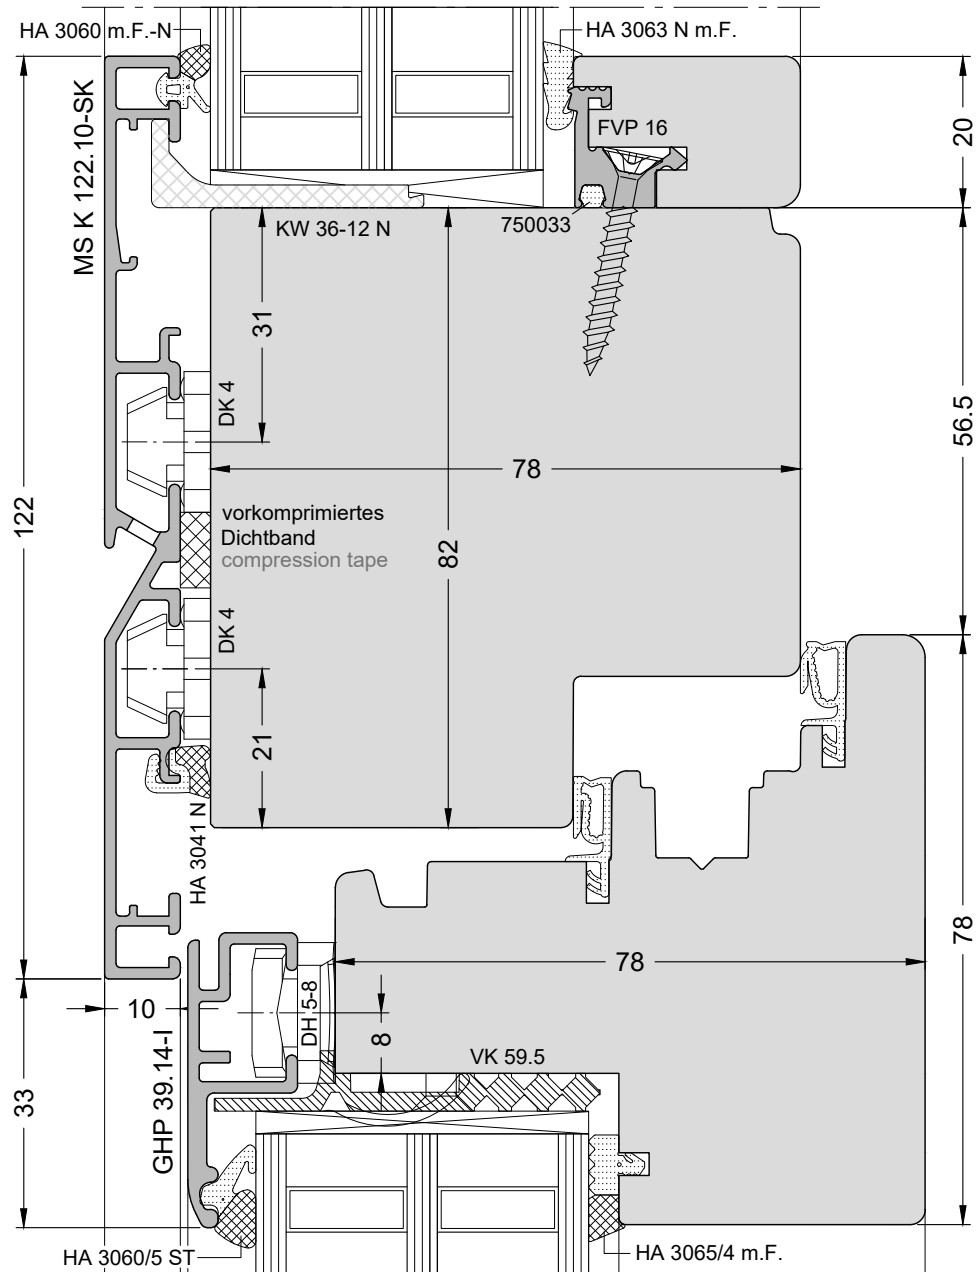 HA 3060 m.F.-N
HA 3063 N m.F.
MS K 122.10-SK
FVP 16
20
KW 36-12 N
750033
31
DK 4
56.5
78
122
vorkomprimiertes
Dichtband
compression tape
82
DK 4
21
HA 3041 N
78
78
10
DH 5-8
8
GHP 39.14-I
VK 59.5
33
HA 3060/5 ST
HA 3065/4 m.F.